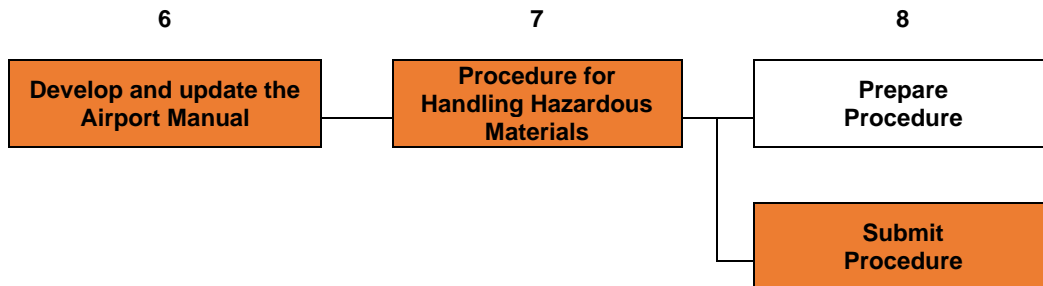 6
7
8
Develop and update the
Airport Manual
Procedure for
Handling Hazardous
Materials
Prepare
Procedure
Submit
Procedure